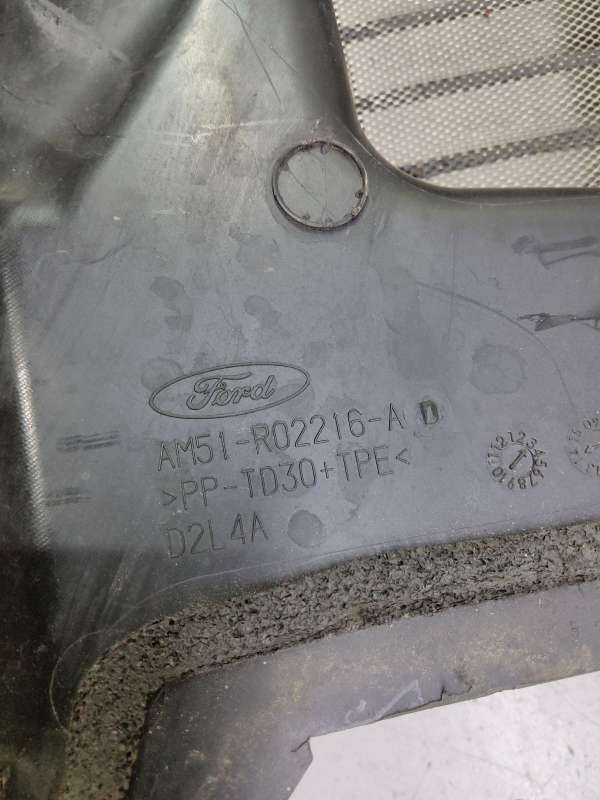 Ford
AM51-R02216-A D
>PP-TD30+TPE<
D2L4A